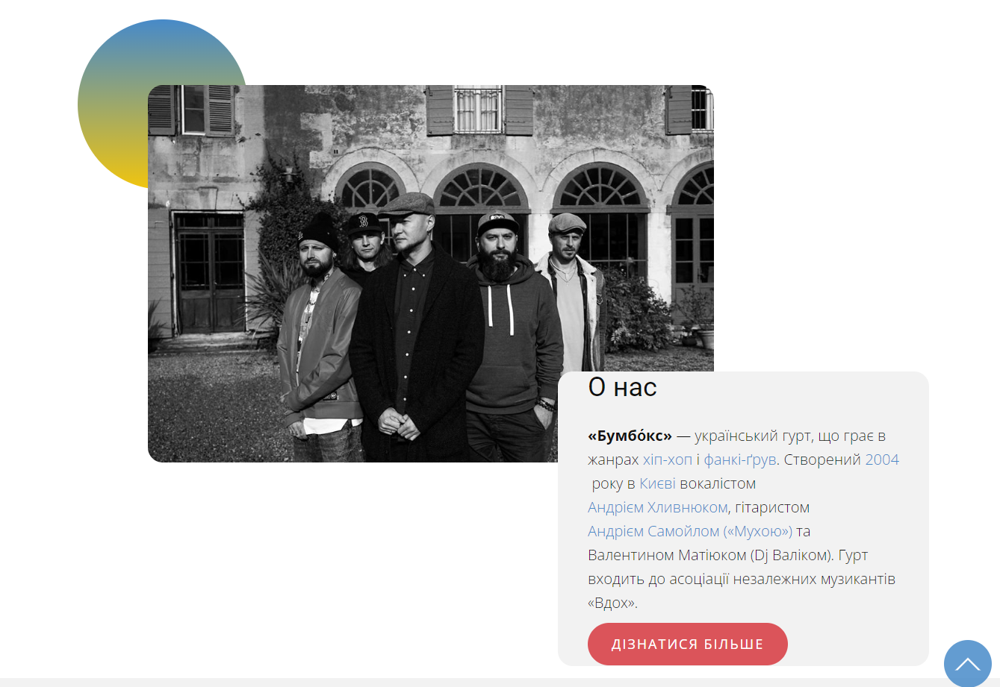 О нас
«Бумбо́кс» — український гурт, що грає в
жанрах хіп-хоп і фанкі-ґрув. Створений 2004
року в Києві вокалістом
Андрієм Хливнюком, гітаристом
Андрієм Самойлом («Мухою») та
Валентином Матіюком (Dj Валіком). Гурт
входить до асоціації незалежних музикантів
«Вдох».
ДІЗНАТИСЯ БІЛЬШЕ